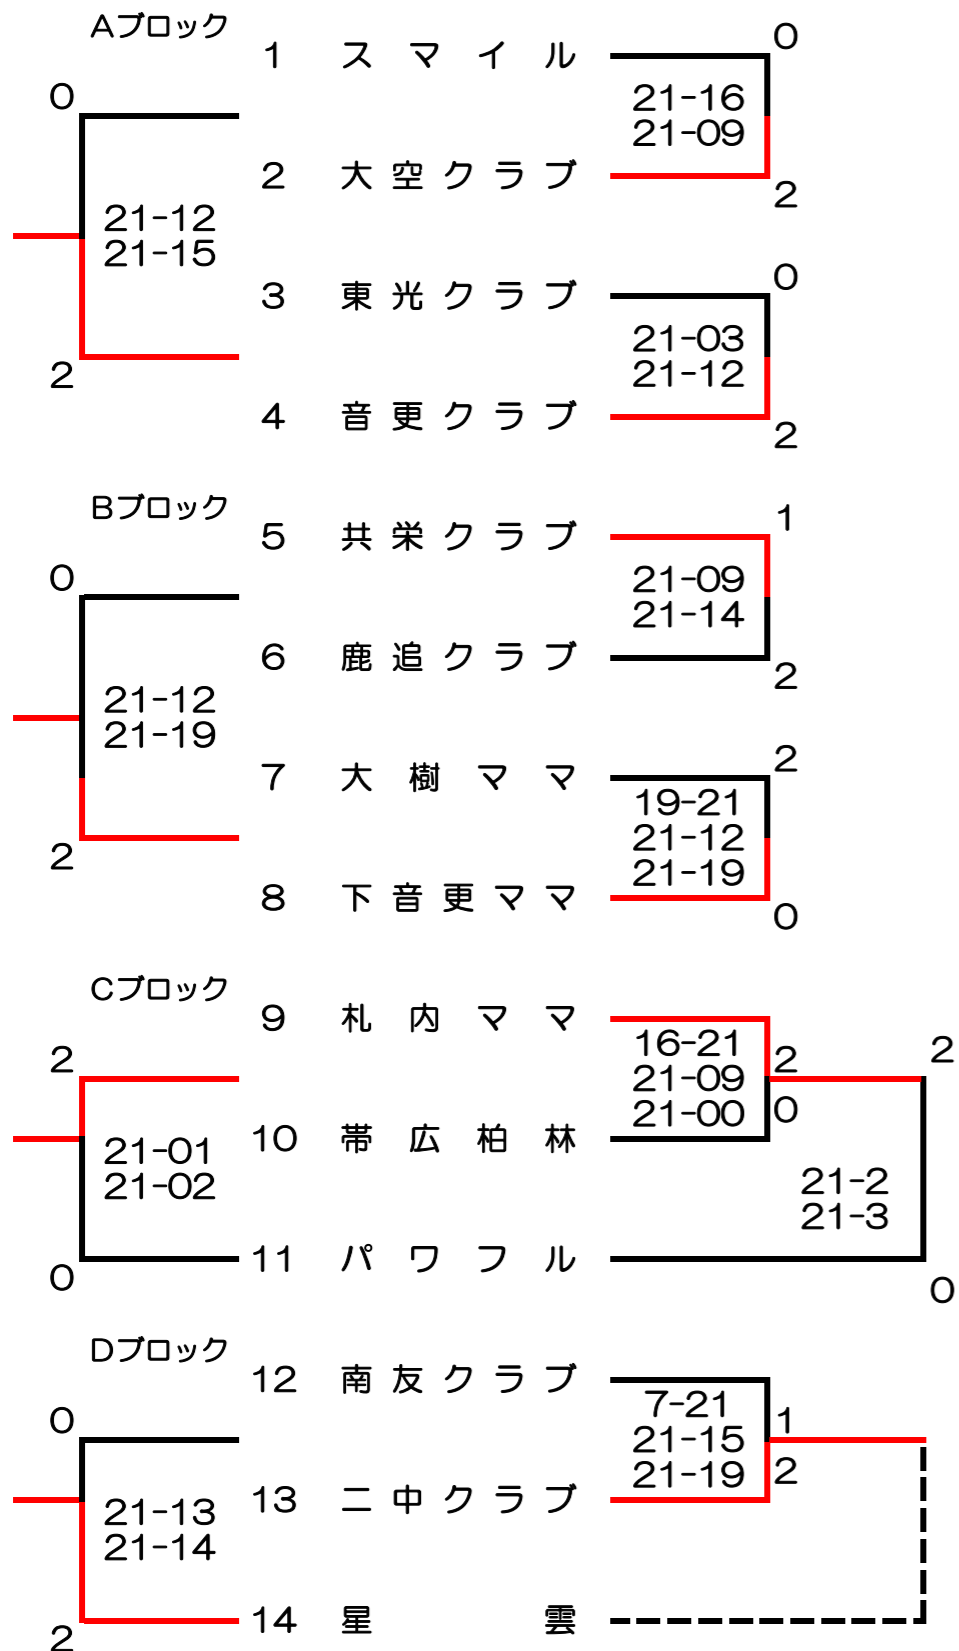 Aブロック
1 スマイル
0
0
21-16
21-09
2 大空クラブ
2
21-12
21-15
3 東光クラブ
0
21-03
21-12
2
4 音更クラブ
2
Bブロック
5 共栄クラブ
1
0
21-09
21-14
6 鹿追クラブ
2
21-12
21-19
7 大樹ママ
2
19-21
21-12
21-19
2
8 下音更ママ
0
Cブロック
9 札内ママ
2
16-21
21-09
21-00
2
0
2
10 帯広柏林
21-01
21-02
21-2
21-3
11 パワフル
0
0
Dブロック
12 南友クラブ
0
7-21
21-15
21-19
1
2
13 二中クラブ
21-13
21-14
14 星雲
2